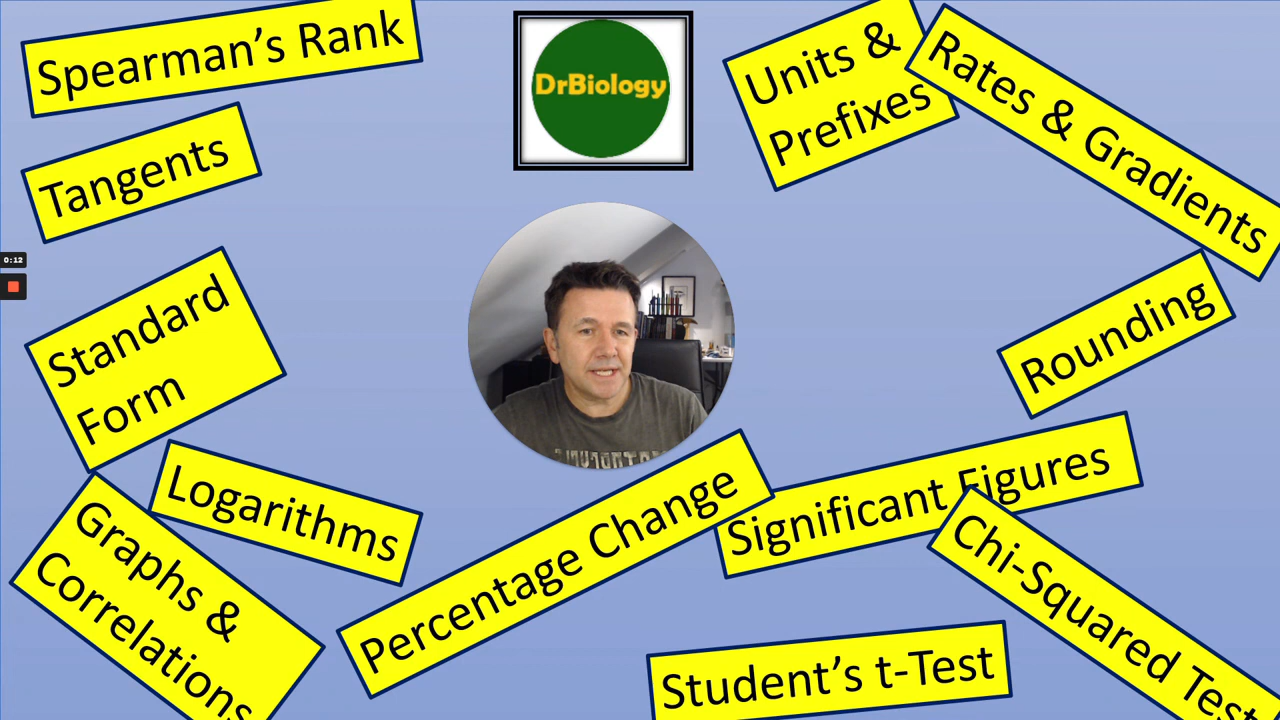 Spearman’s Rank
DrBiology
Units &
Prefixes
Rates & Gradients
Tangents
0:12
Standard
Form
Rounding
Logarithms
Percentage Change
Significant Figures
Graphs &
Correlations
Chi-Squared Test
Student’s t-Test